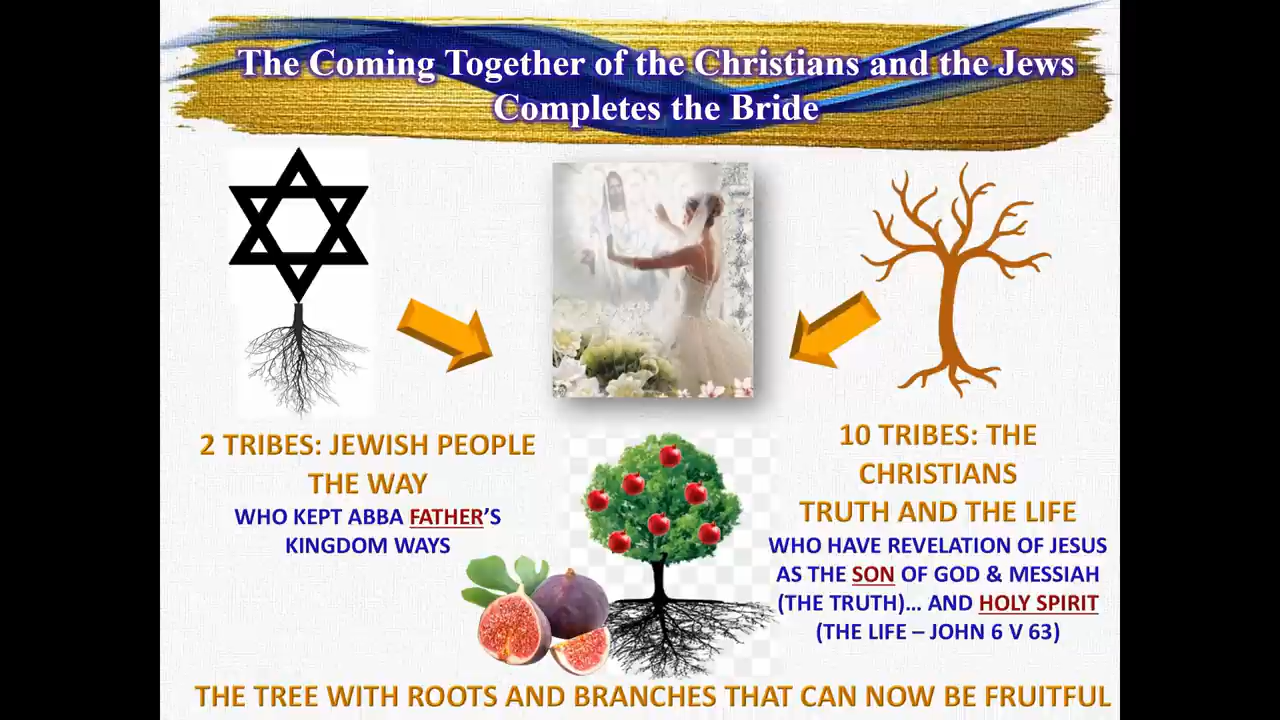 The Coming Together of the Christians and the Jews
Completes the Bride
2 TRIBES: JEWISH PEOPLE
THE WAY
WHO KEPT ABBA FATHER'S
KINGDOM WAYS
10 TRIBES: THE
CHRISTIANS
TRUTH AND THE LIFE
WHO HAVE REVELATION OF JESUS
AS THE SON OF GOD & MESSIAH
(THE TRUTH)... AND HOLY SPIRIT
(THE LIFE – JOHN 6 V 63)
THE TREE WITH ROOTS AND BRANCHES THAT CAN NOW BE FRUITFUL